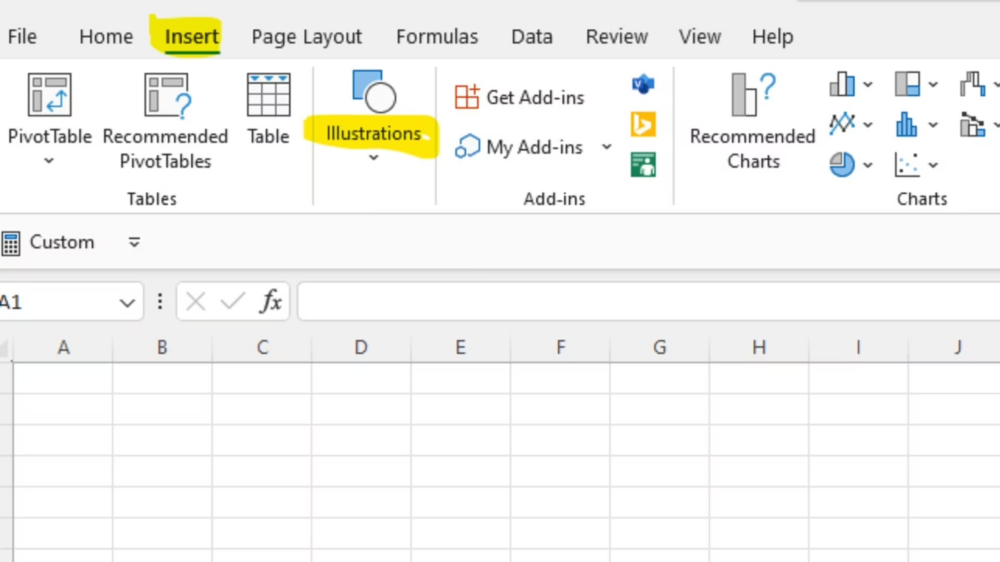 File Home Insert Page Layout Formulas Data Review View Help
PivotTable
Recommended
PivotTables
Table
Illustrations
Get Add-ins
My Add-ins
Recommended
Charts
Tables
Add-ins
Charts
Custom
A1
fx
A B C D E F G H I J